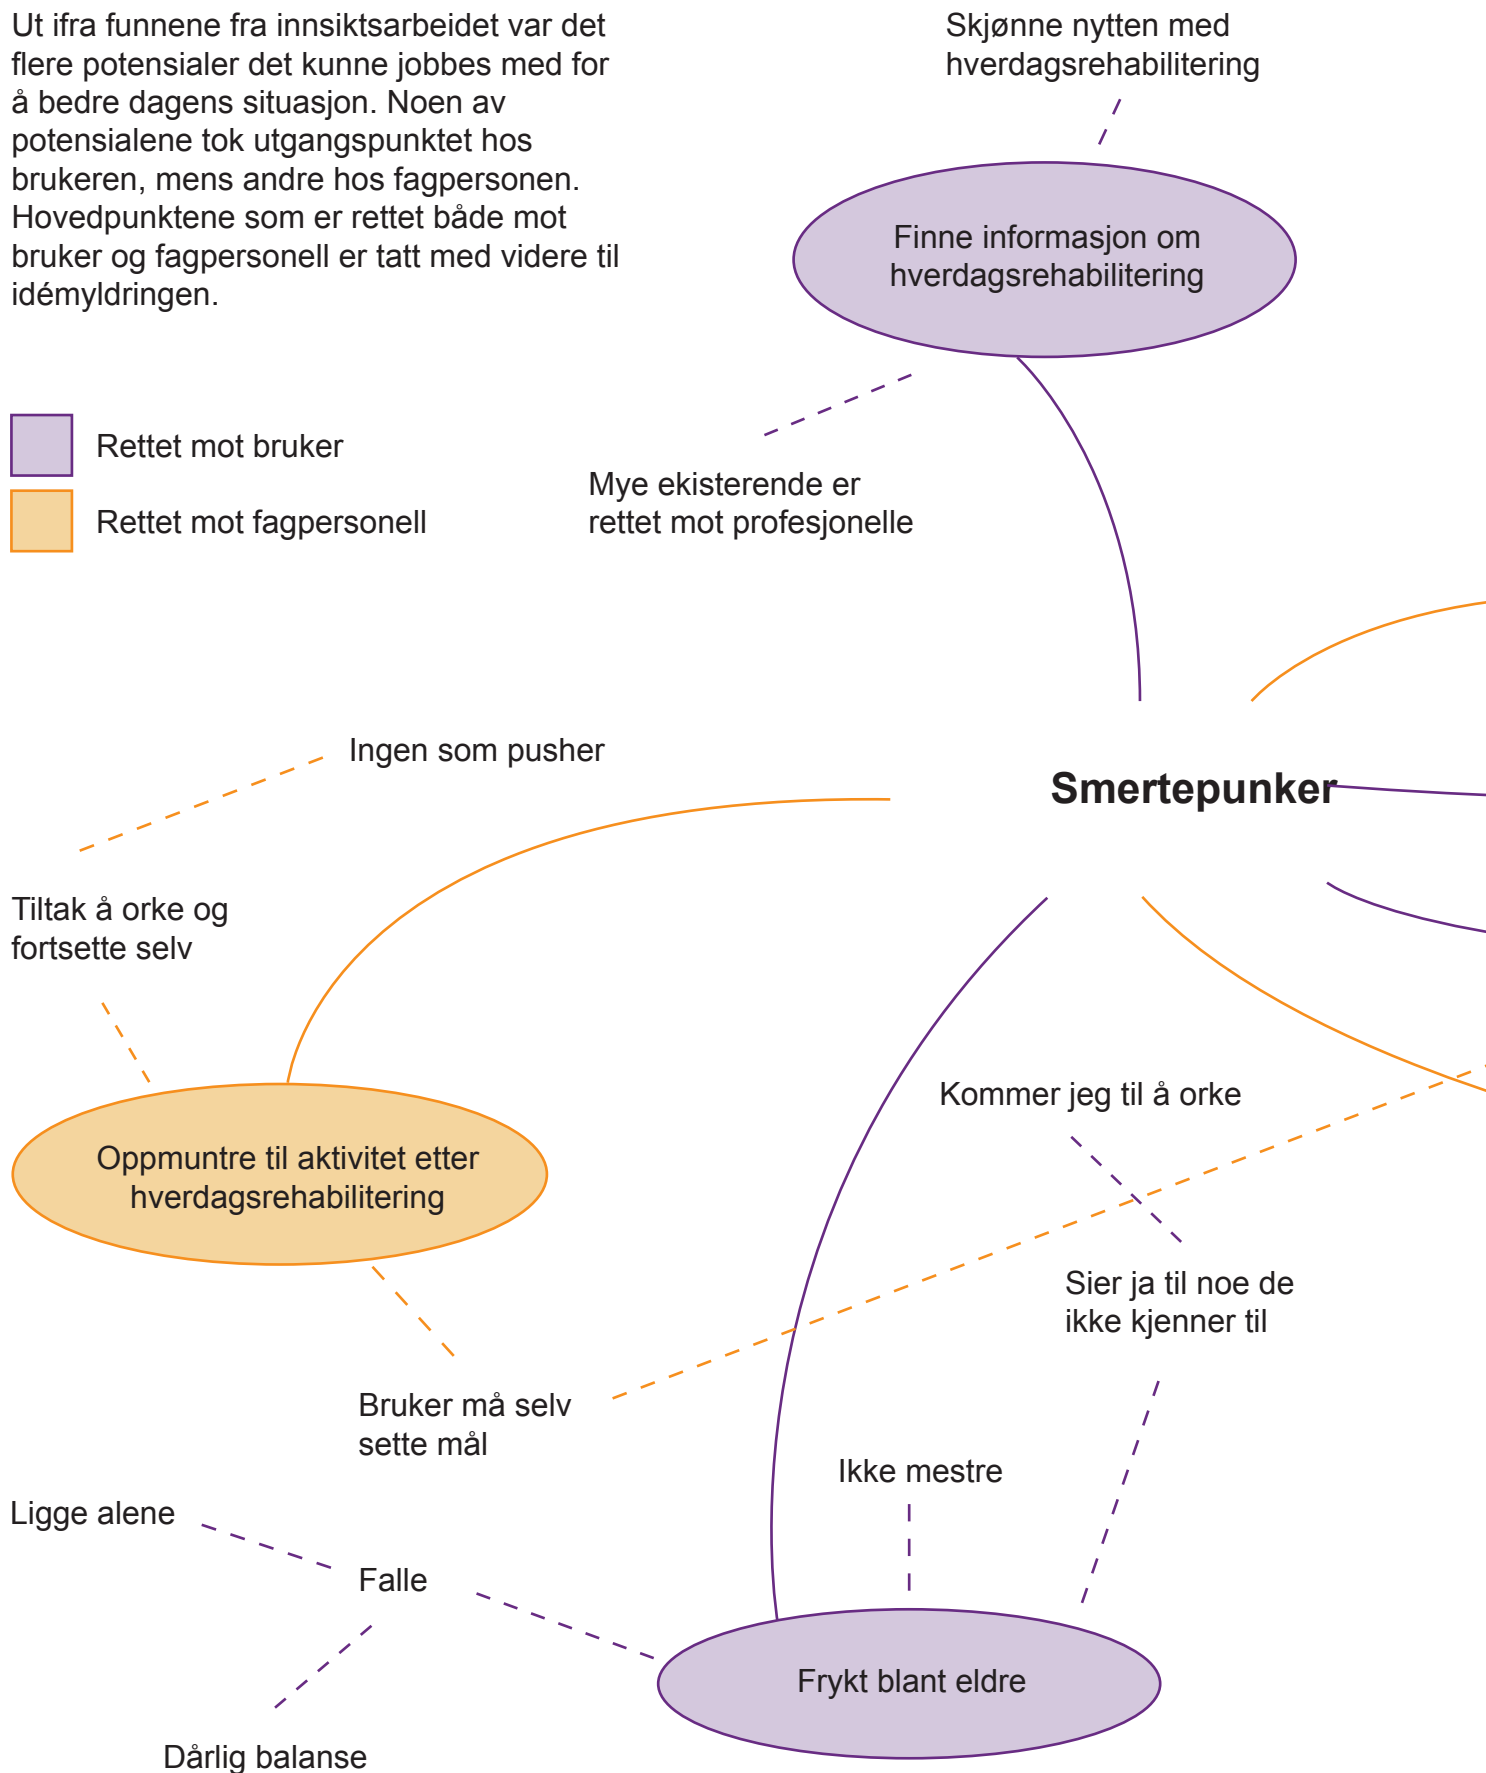 Ut ifra funnene fra innsiktsarbeidet var det
flere potensialer det kunne jobbes med for
å bedre dagens situasjon. Noen av
potensialene tok utgangspunktet hos
brukeren, mens andre hos fagpersonen.
Hovedpunktene som er rettet både mot
bruker og fagpersonell er tatt med videre til
idémyldringen.
Rettet mot bruker
Rettet mot fagpersonell
Skjønne nytten med
hverdagsrehabilitering
Finne informasjon om
hverdagsrehabilitering
Mye ekisterende er
rettet mot profesjonelle
Smertepunker
Ingen som pusher
Tiltak å orke og
fortsette selv
Oppmuntre til aktivitet etter
hverdagsrehabilitering
Bruker må selv
sette mål
Kommer jeg til å orke
Sier ja til noe de
ikke kjenner til
Ikke mestre
Ligge alene
Falle
Dårlig balanse
Frykt blant eldre